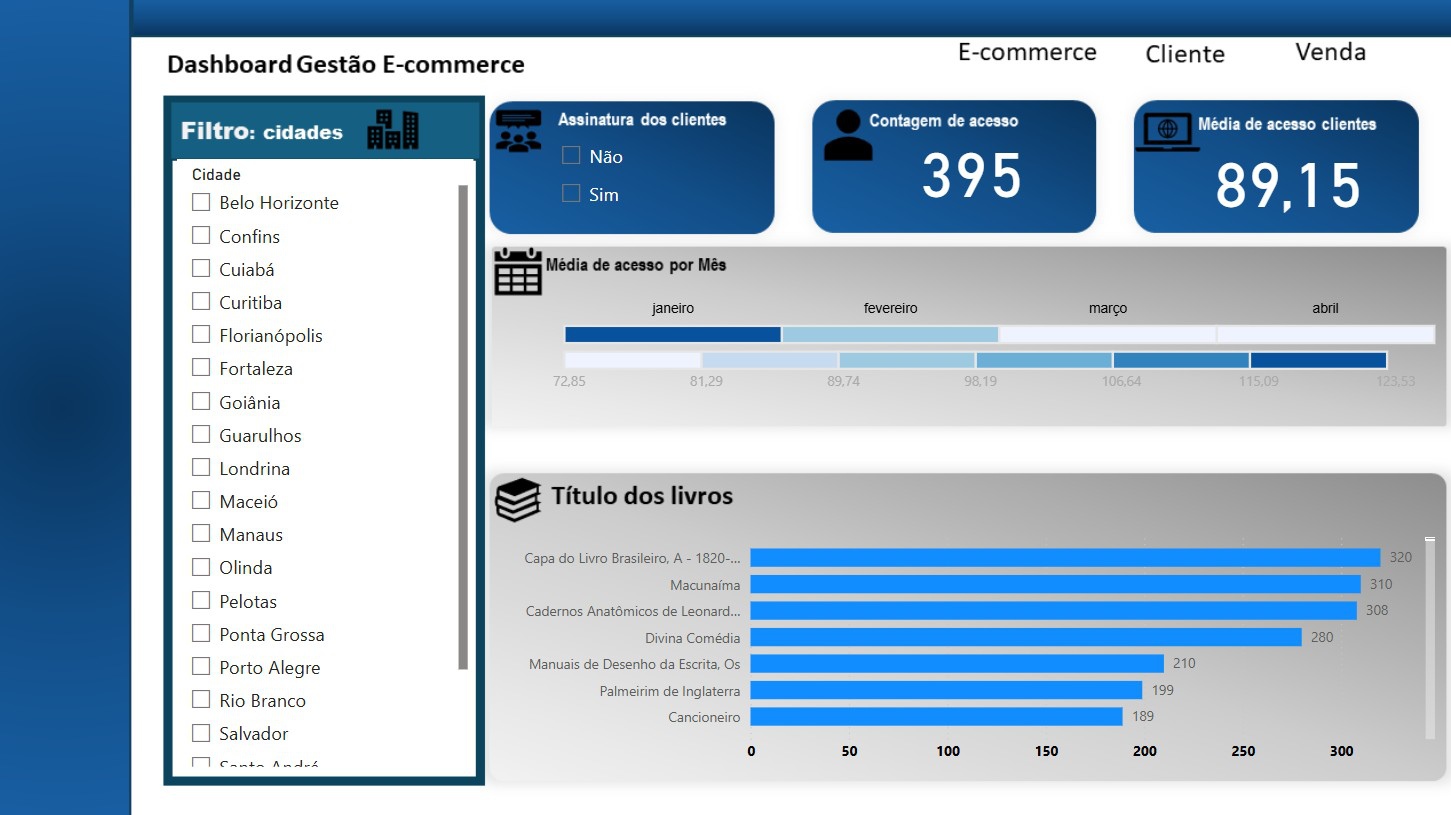 E-commerce Cliente Venda
Dashboard Gestão E-commerce
Filtro: cidades
Cidade
Belo Horizonte
Confins
Cuiabá
Curitiba
Florianópolis
Fortaleza
Goiânia
Guarulhos
Londrina
Maceió
Manaus
Olinda
Pelotas
Ponta Grossa
Porto Alegre
Rio Branco
Salvador
Santo André
Assinatura dos clientes
Não
Sim
Contagem de acesso
395
Média de acesso clientes
89,15
Média de acesso por Mês
janeiro fevereiro março abril
72,85 81,29 89,74 98,19 106,64 115,09 123,53
Título dos livros
Capa do Livro Brasileiro, A - 1820-... 320
Macunaíma 310
Cadernos Anatômicos de Leonard... 308
Divina Comédia 280
Manuais de Desenho da Escrita, Os 210
Palmeirim de Inglaterra 199
Cancioneiro 189
0 50 100 150 200 250 300